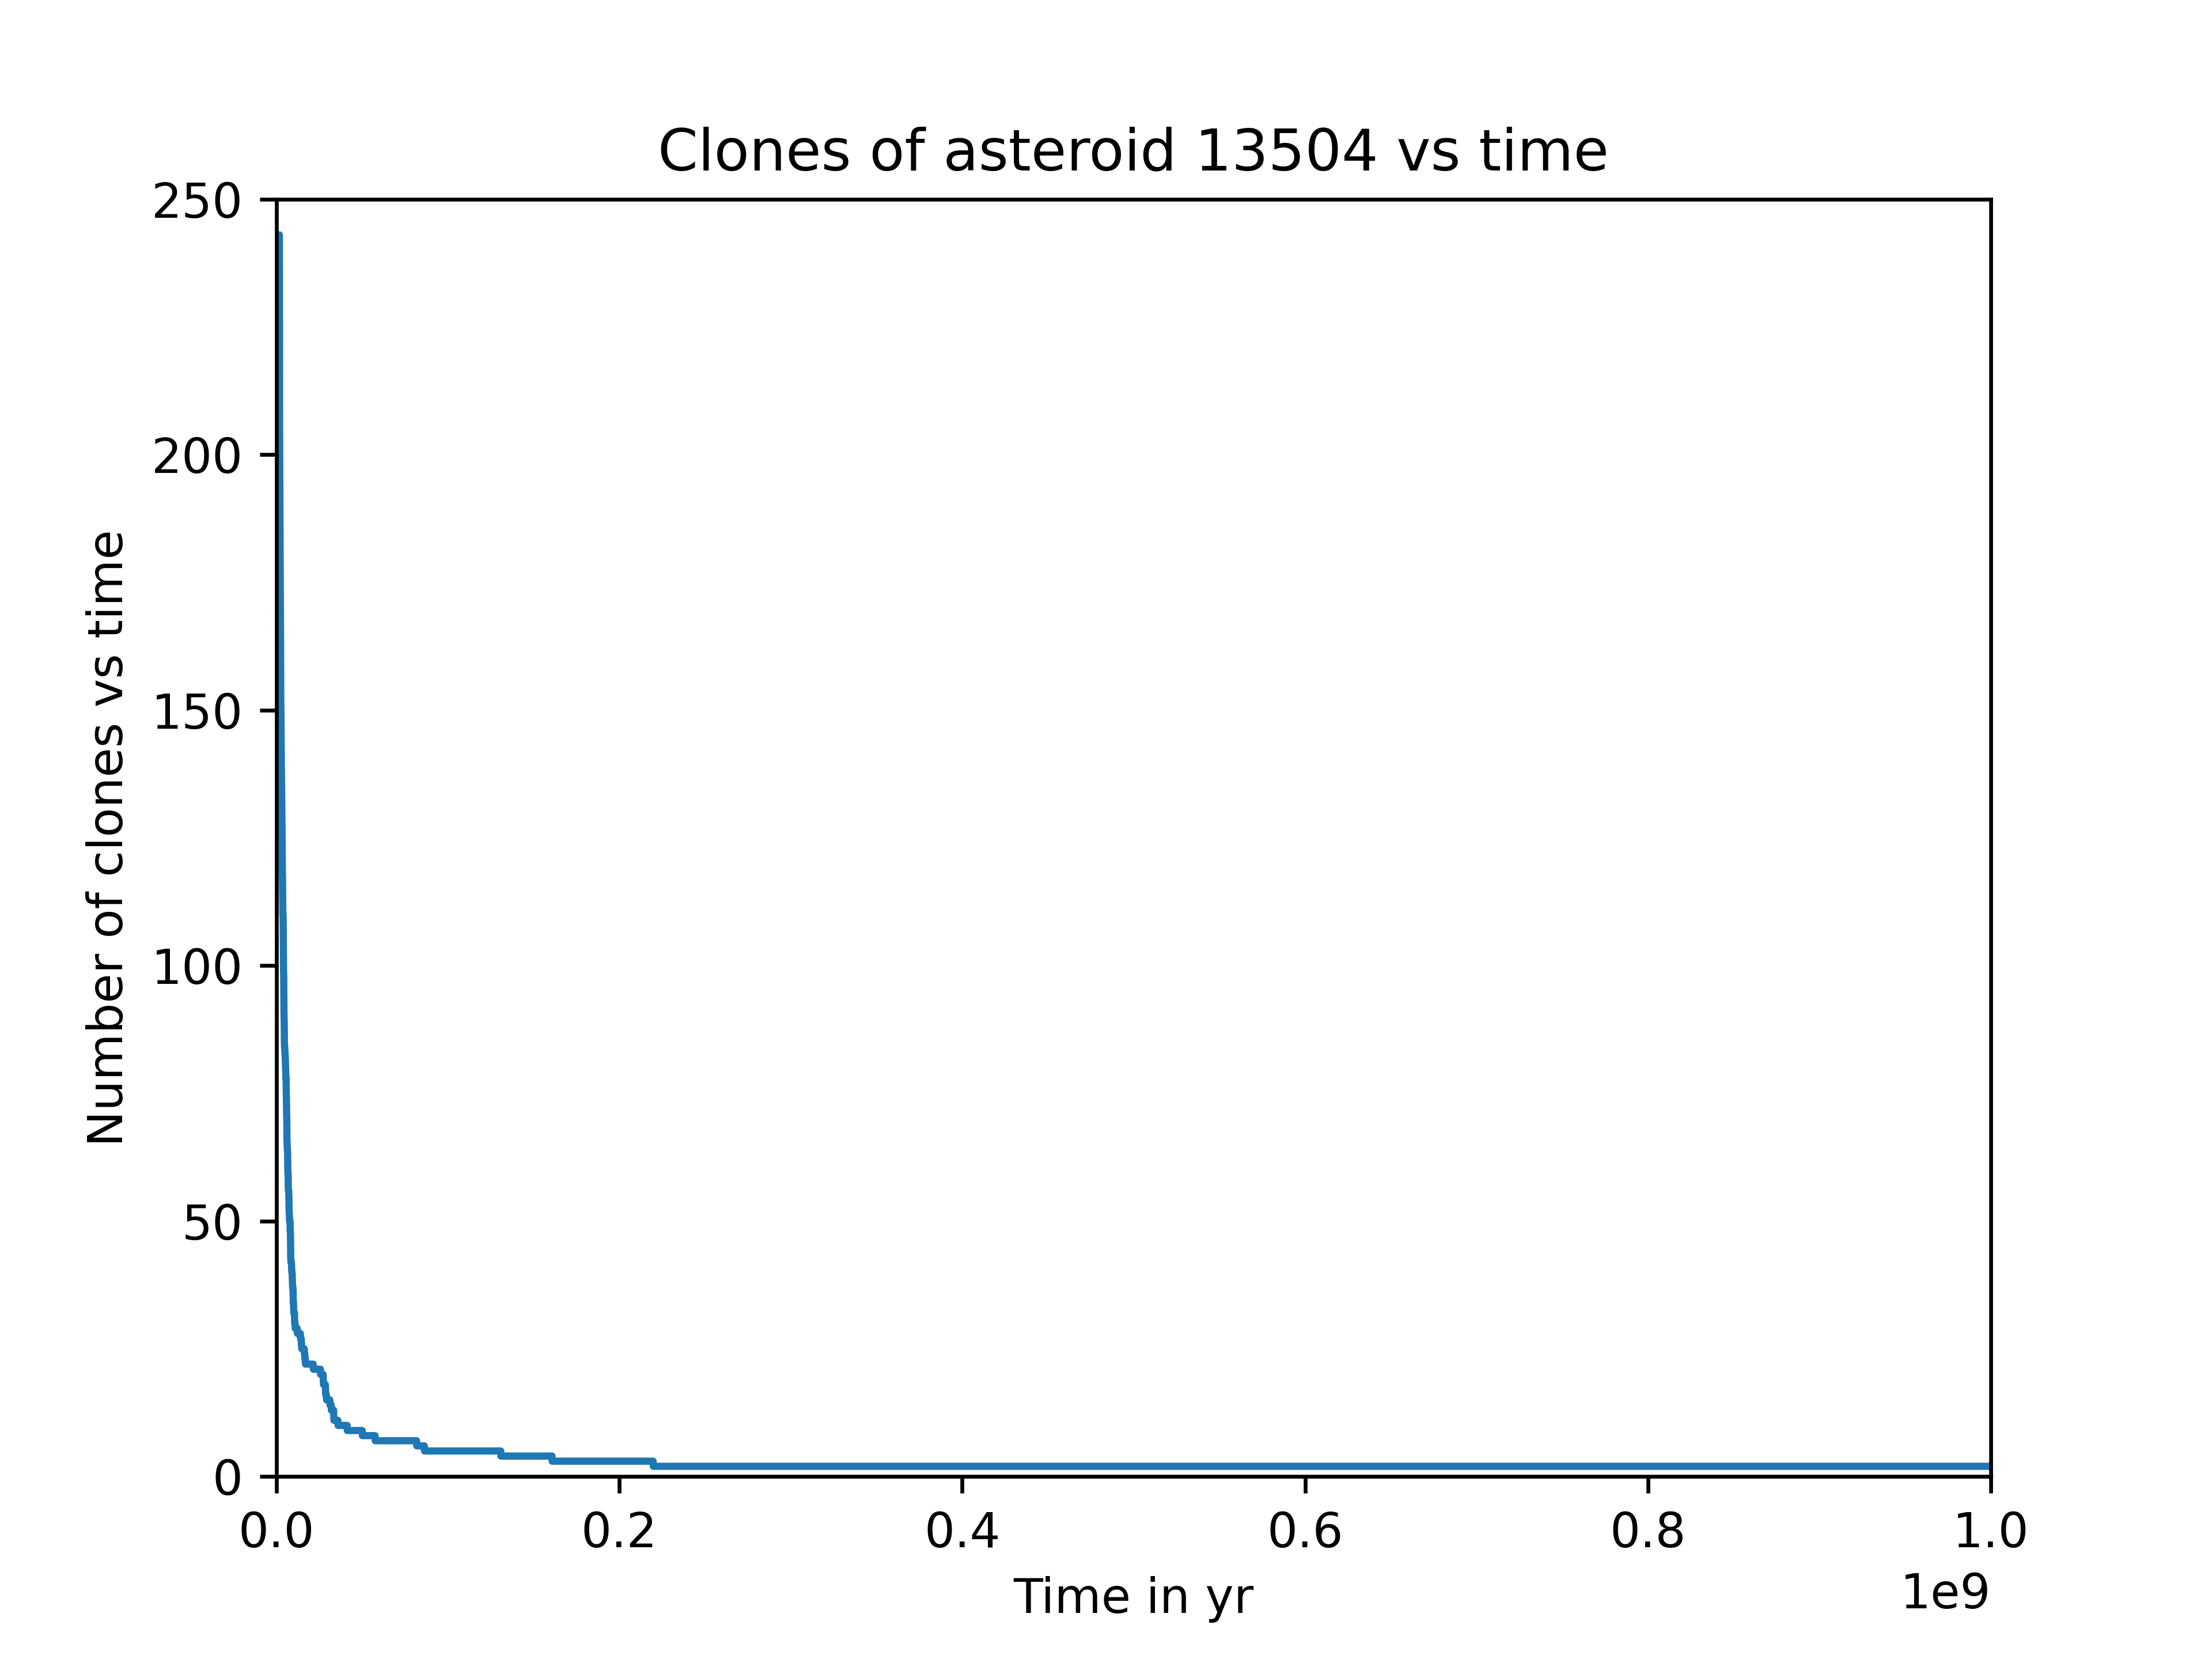 Clones of asteroid 13504 vs time
250
200
150
100
50
0
Number of clones vs time
0.0 0.2 0.4 0.6 0.8 1.0
1e9
Time in yr